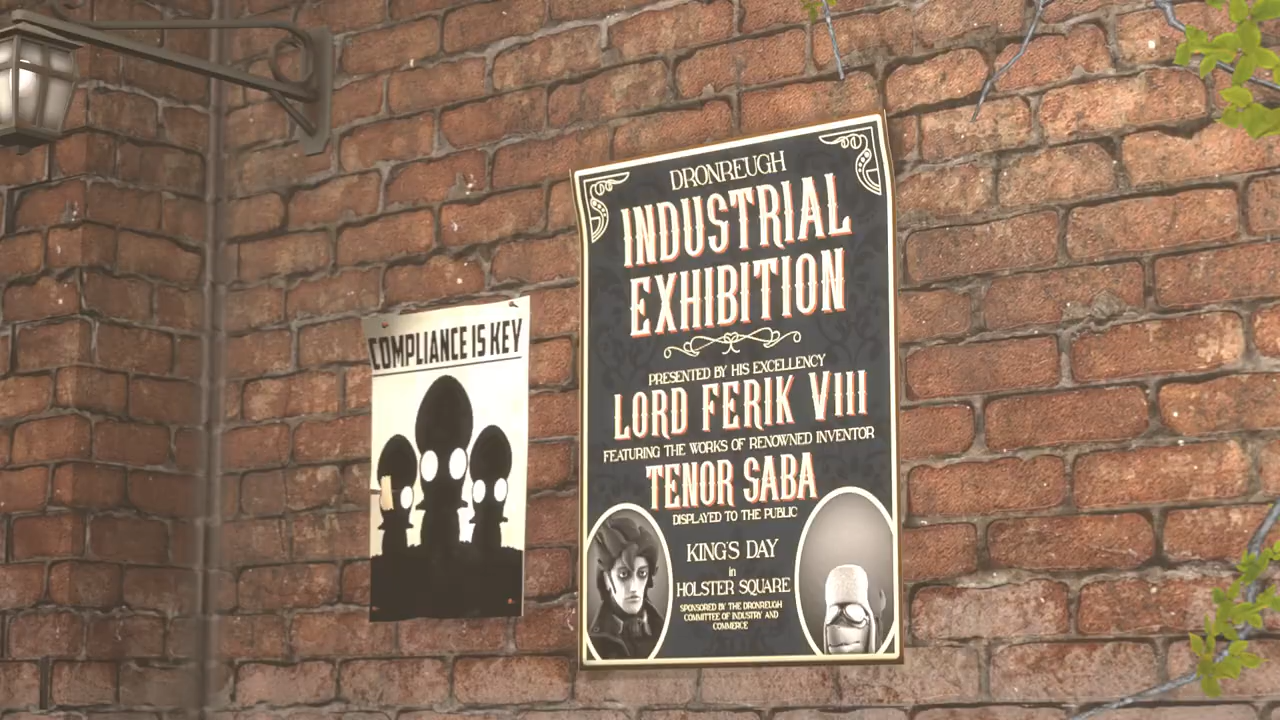 COMPLIANCE IS KEY
DRONREUGH
INDUSTRIAL
EXHIBITION
PRESENTED BY HIS EXCELLENCY
LORD FERIK VIII
FEATURING THE WORKS OF RENOWNED INVENTOR
TENOR SABA
DISPLAYED TO THE PUBLIC
KING'S DAY
in
HOLSTER SQUARE
SPONSORED BY THE DRONREUGH
COMMITTEE OF INDUSTRY AND
COMMERCE